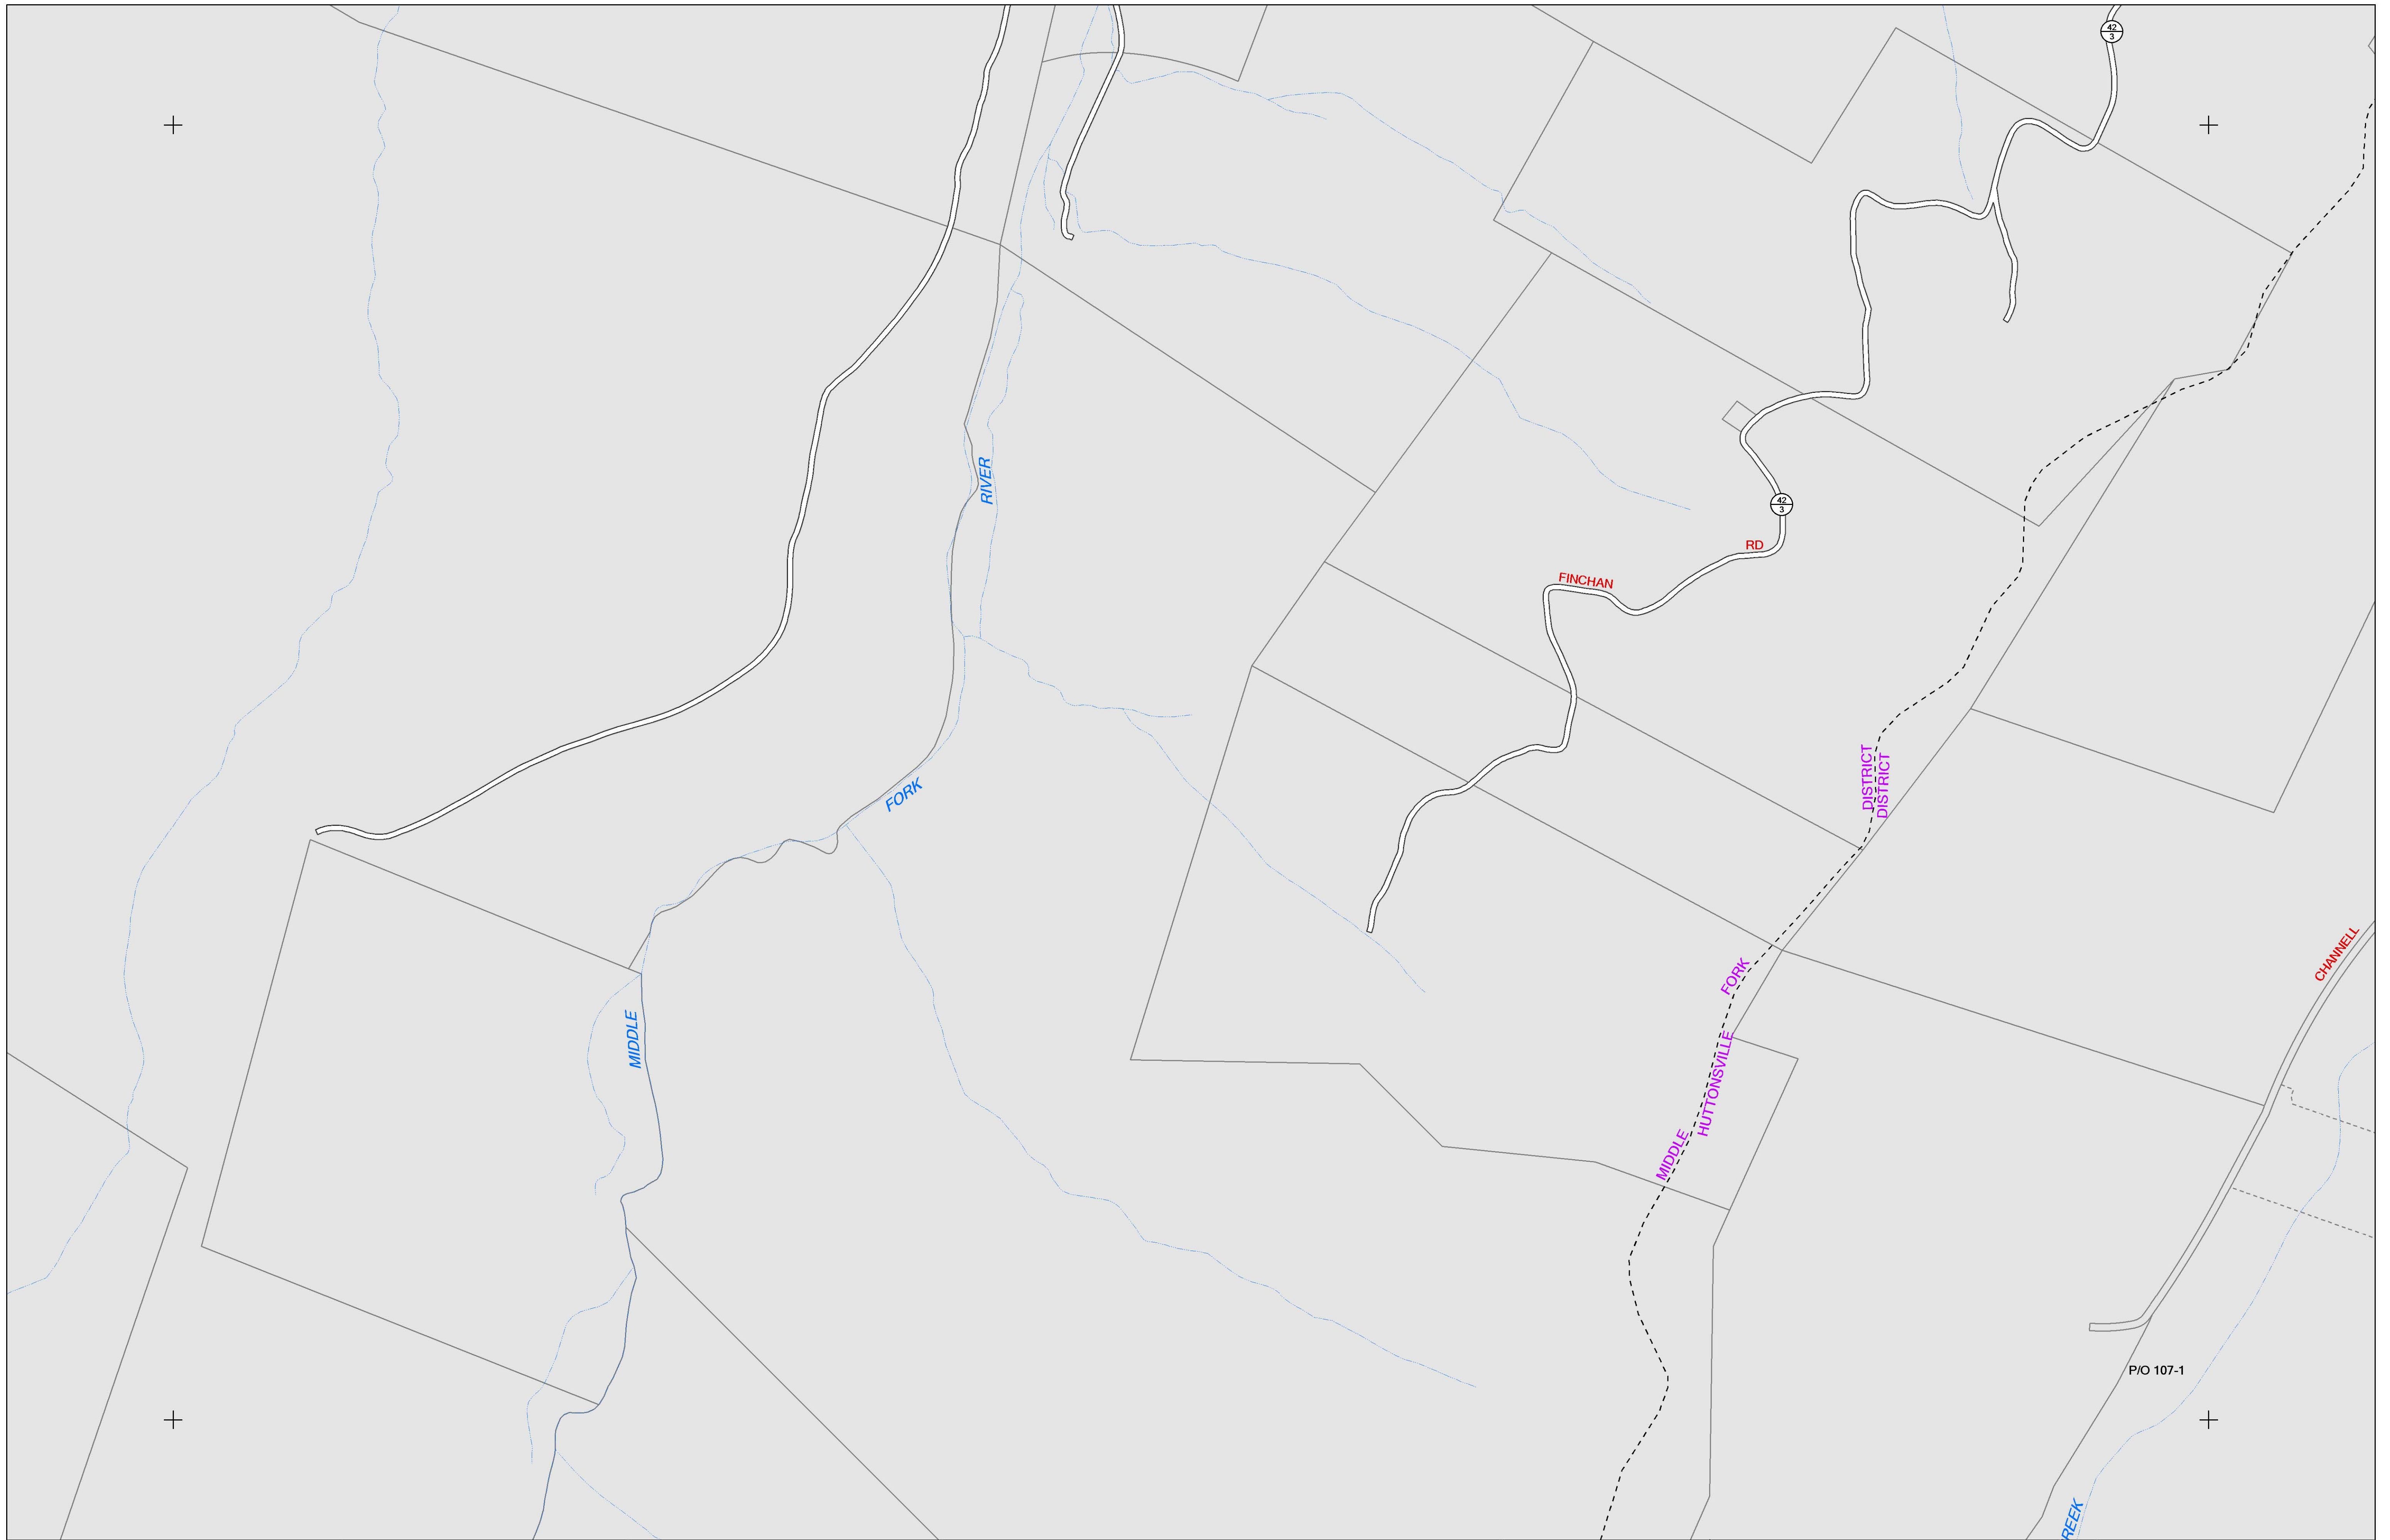 42
3
RIVER
42
3
RD
FINCHAN
DISTRICT
DISTRICT
FORK
CHANNELL
FORK
MIDDLE
HUTTONSVILLE
MIDDLE
P/O 107-1
REEK